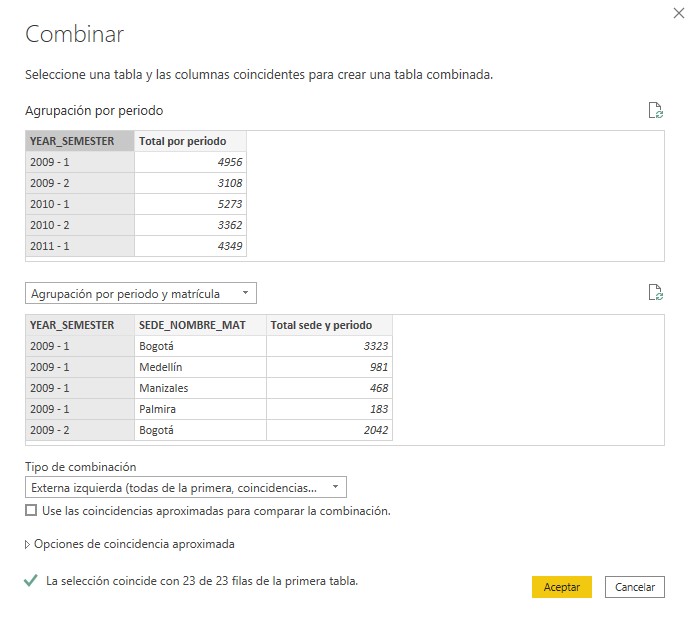 Combinar
Seleccione una tabla y las columnas coincidentes para crear una tabla combinada.
Agrupación por periodo
YEAR_SEMESTER Total por periodo
2009 - 1 4956
2009 - 2 3108
2010 - 1 5273
2010 - 2 3362
2011 - 1 4349
Agrupación por periodo y matrícula
YEAR_SEMESTER SEDE_NOMBRE_MAT Total sede y periodo
2009 - 1 Bogotá 3323
2009 - 1 Medellín 981
2009 - 1 Manizales 468
2009 - 1 Palmira 183
2009 - 2 Bogotá 2042
Tipo de combinación
Externa izquierda (todas de la primera, coincidencias...
Use las coincidencias aproximadas para comparar la combinación.
Opciones de coincidencia aproximada
La selección coincide con 23 de 23 filas de la primera tabla.
Aceptar Cancelar